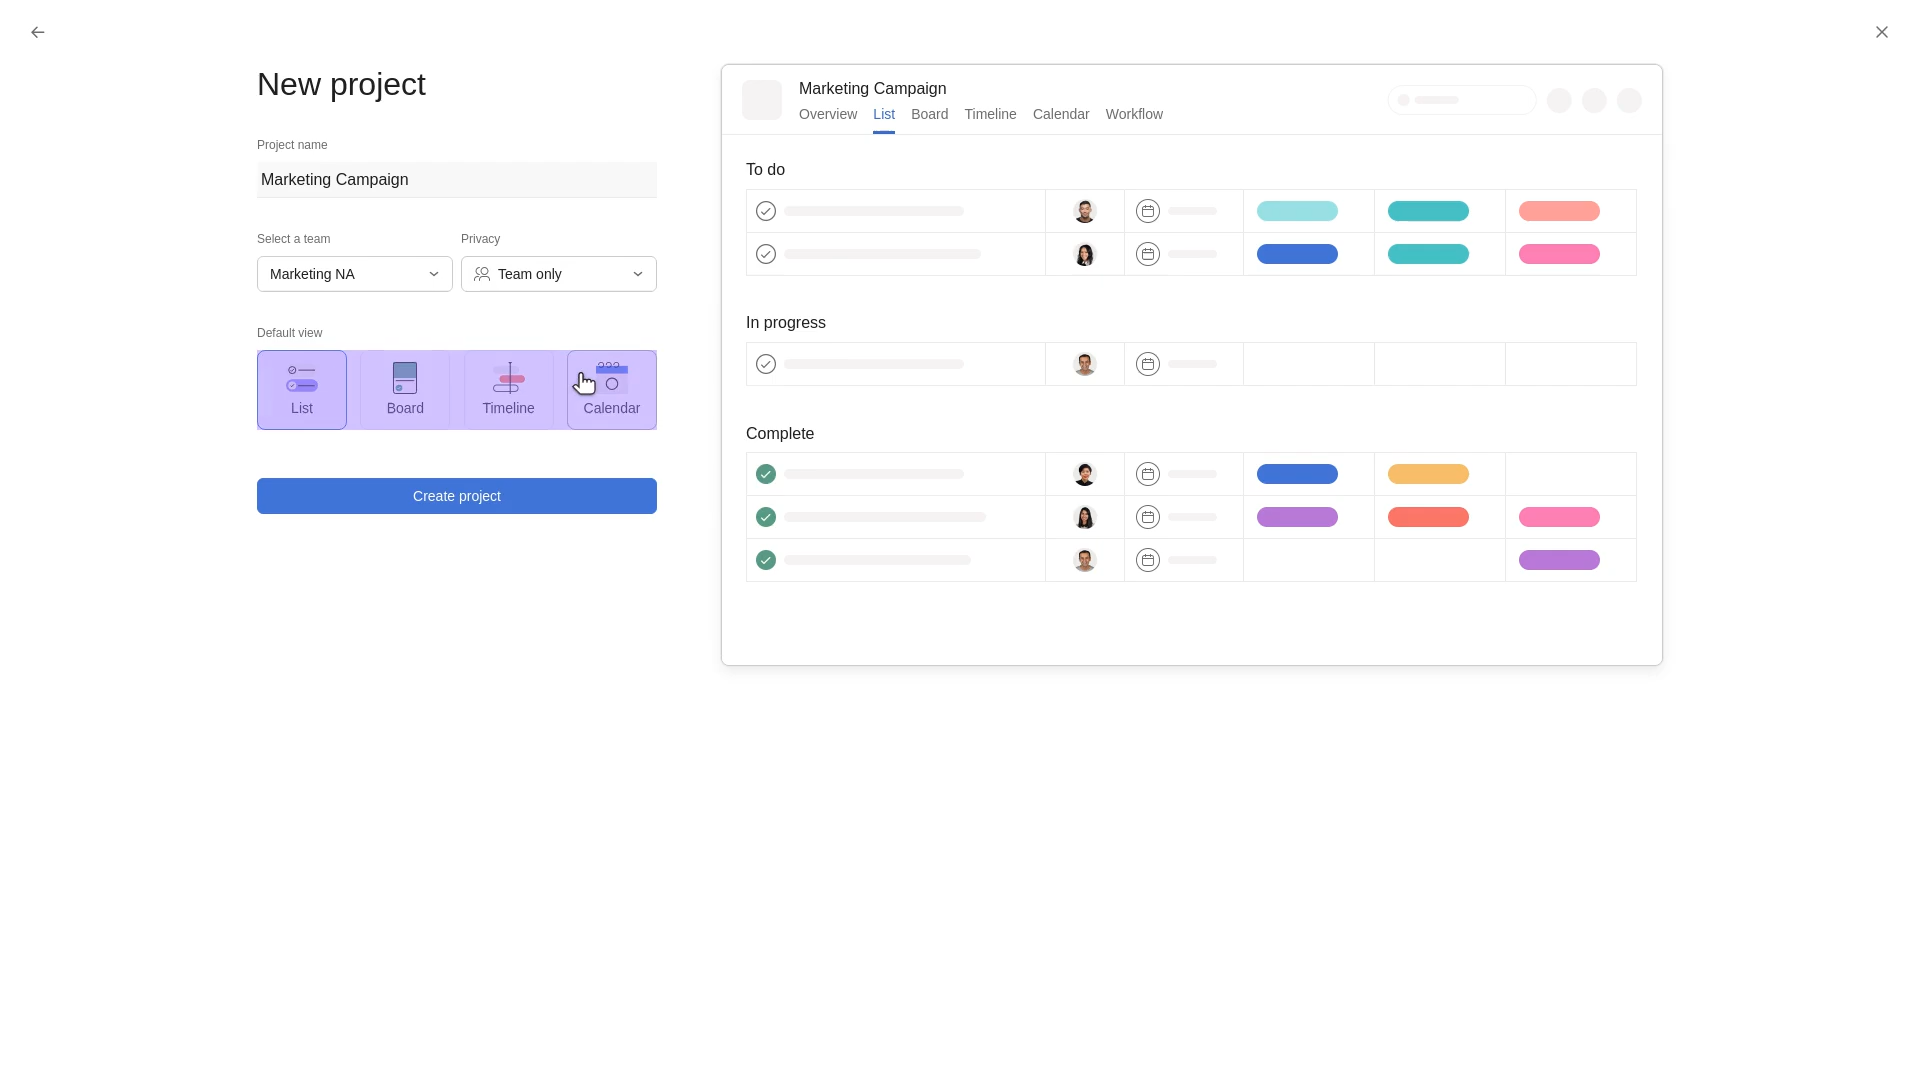 New project
Project name
Marketing Campaign
Select a team
Privacy
Marketing NA
Team only
Default view
List
Board
Timeline
Calendar
Create project
Marketing Campaign
Overview List Board Timeline Calendar Workflow
To do
In progress
Complete